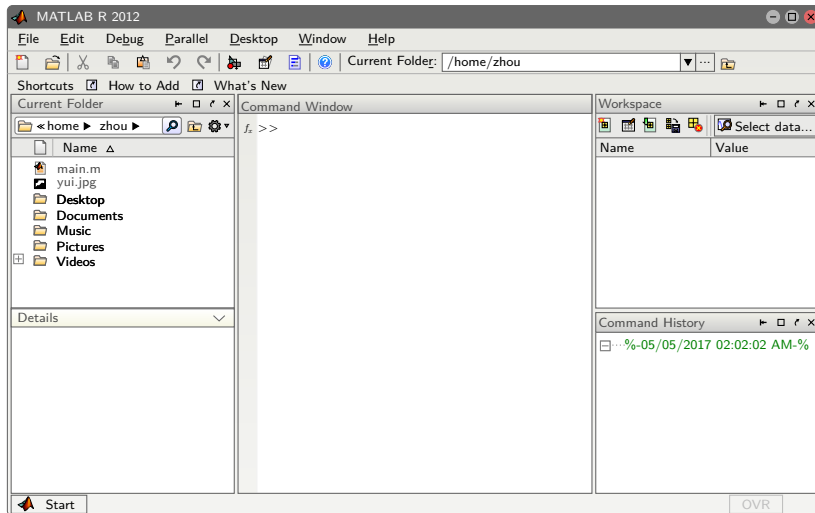 MATLAB R 2012
File Edit Debug Parallel Desktop Window Help
Current Folder: /home/zhou
Shortcuts How to Add What's New
Current Folder
« home ▶ zhou ▶
Name
main.m
yui.jpg
Desktop
Documents
Music
Pictures
Videos
Details
Command Window
fx >>
Workspace
Select data...
Name Value
Command History
%-05/05/2017 02:02:02 AM-%
Start
OVR